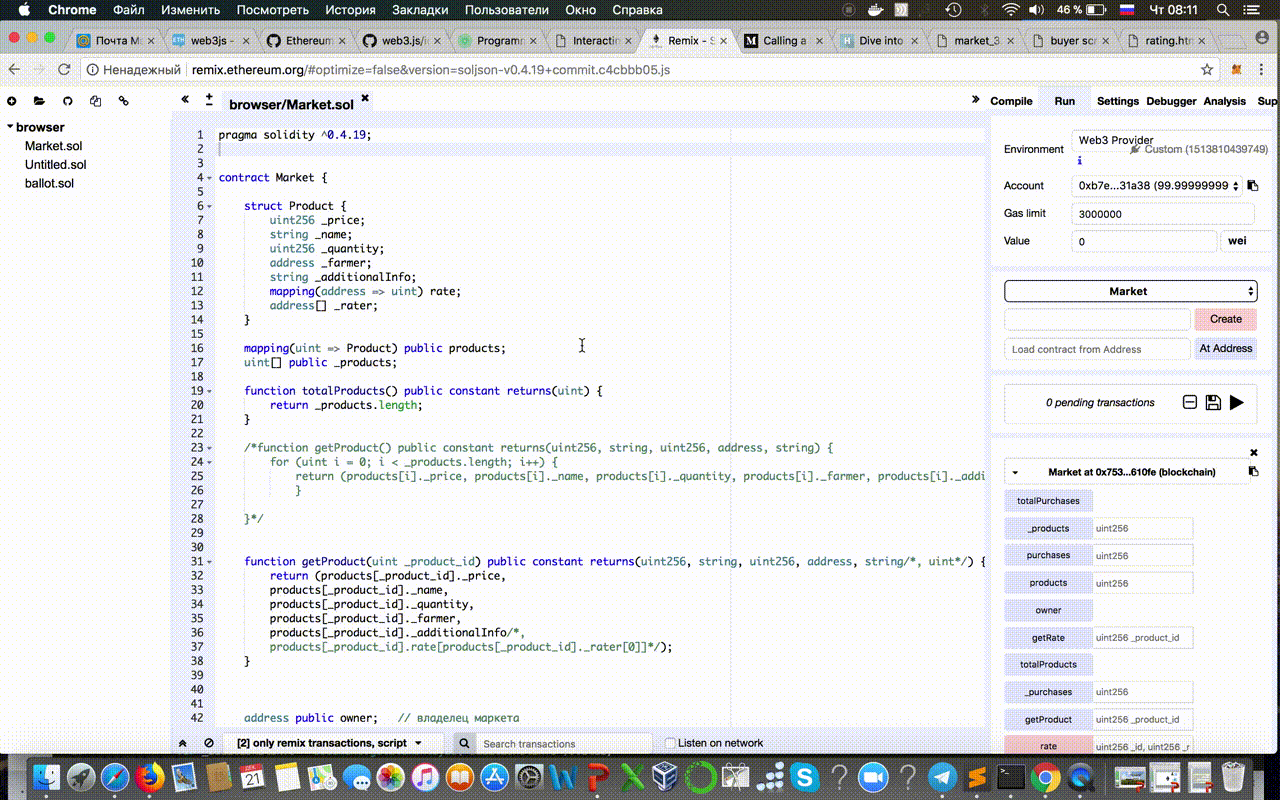 Chrome Файл Изменить Просмотреть История Закладки Пользователи Окно Справка 46 % Чт 08:11
Почта M web3js - Ethereum web3.js/i Program Interactin Remix - S Calling a Dive into market_3 buyer scr rating.htm
Ненадежный remix.ethereum.org/#optimize=false&version=soljson-v0.4.19+commit.c4cbbb05.js
browser/Market.sol
Compile Run Settings Debugger Analysis Sup
browser
Market.sol
Untitled.sol
ballot.sol
1 pragma solidity ^0.4.19;
2
3
4 contract Market {
5
6 struct Product {
7 uint256 _price;
8 string _name;
9 uint256 _quantity;
10 address _farmer;
11 string _additionalInfo;
12 mapping(address => uint) rate;
13 address[] _rater;
14 }
15
16 mapping(uint => Product) public products;
17 uint[] public _products;
18
19 function totalProducts() public constant returns(uint) {
20 return _products.length;
21 }
22
23 /*function getProduct() public constant returns(uint256, string, uint256, address, string) {
24 for (uint i = 0; i < _products.length; i++) {
25 return (products[i]._price, products[i]._name, products[i]._quantity, products[i]._farmer, products[i]._addi
26 }
27
28 }*/
29
30
31 function getProduct(uint _product_id) public constant returns(uint256, string, uint256, address, string/*, uint*/) {
32 return (products[_product_id]._price,
33 products[_product_id]._name,
34 products[_product_id]._quantity,
35 products[_product_id]._farmer,
36 products[_product_id]._additionalInfo/*,
37 products[_product_id].rate[products[_product_id]._rater[0]]*/);
38 }
39
40
41
42 address public owner; // владелец маркета
[2] only remix transactions, script Search transactions Listen on network
Environment Web3 Provider
Custom (1513810439749)
i
Account 0xb7e...31a38 (99.99999999
Gas limit 3000000
Value 0 wei
Market
Create
Load contract from Address At Address
0 pending transactions
Market at 0x753...610fe (blockchain)
totalPurchases
_products uint256
purchases uint256
products uint256
owner
getRate uint256 _product_id
totalProducts
_purchases uint256
getProduct uint256 _product_id
rate uint256 _id, uint256 _r
21